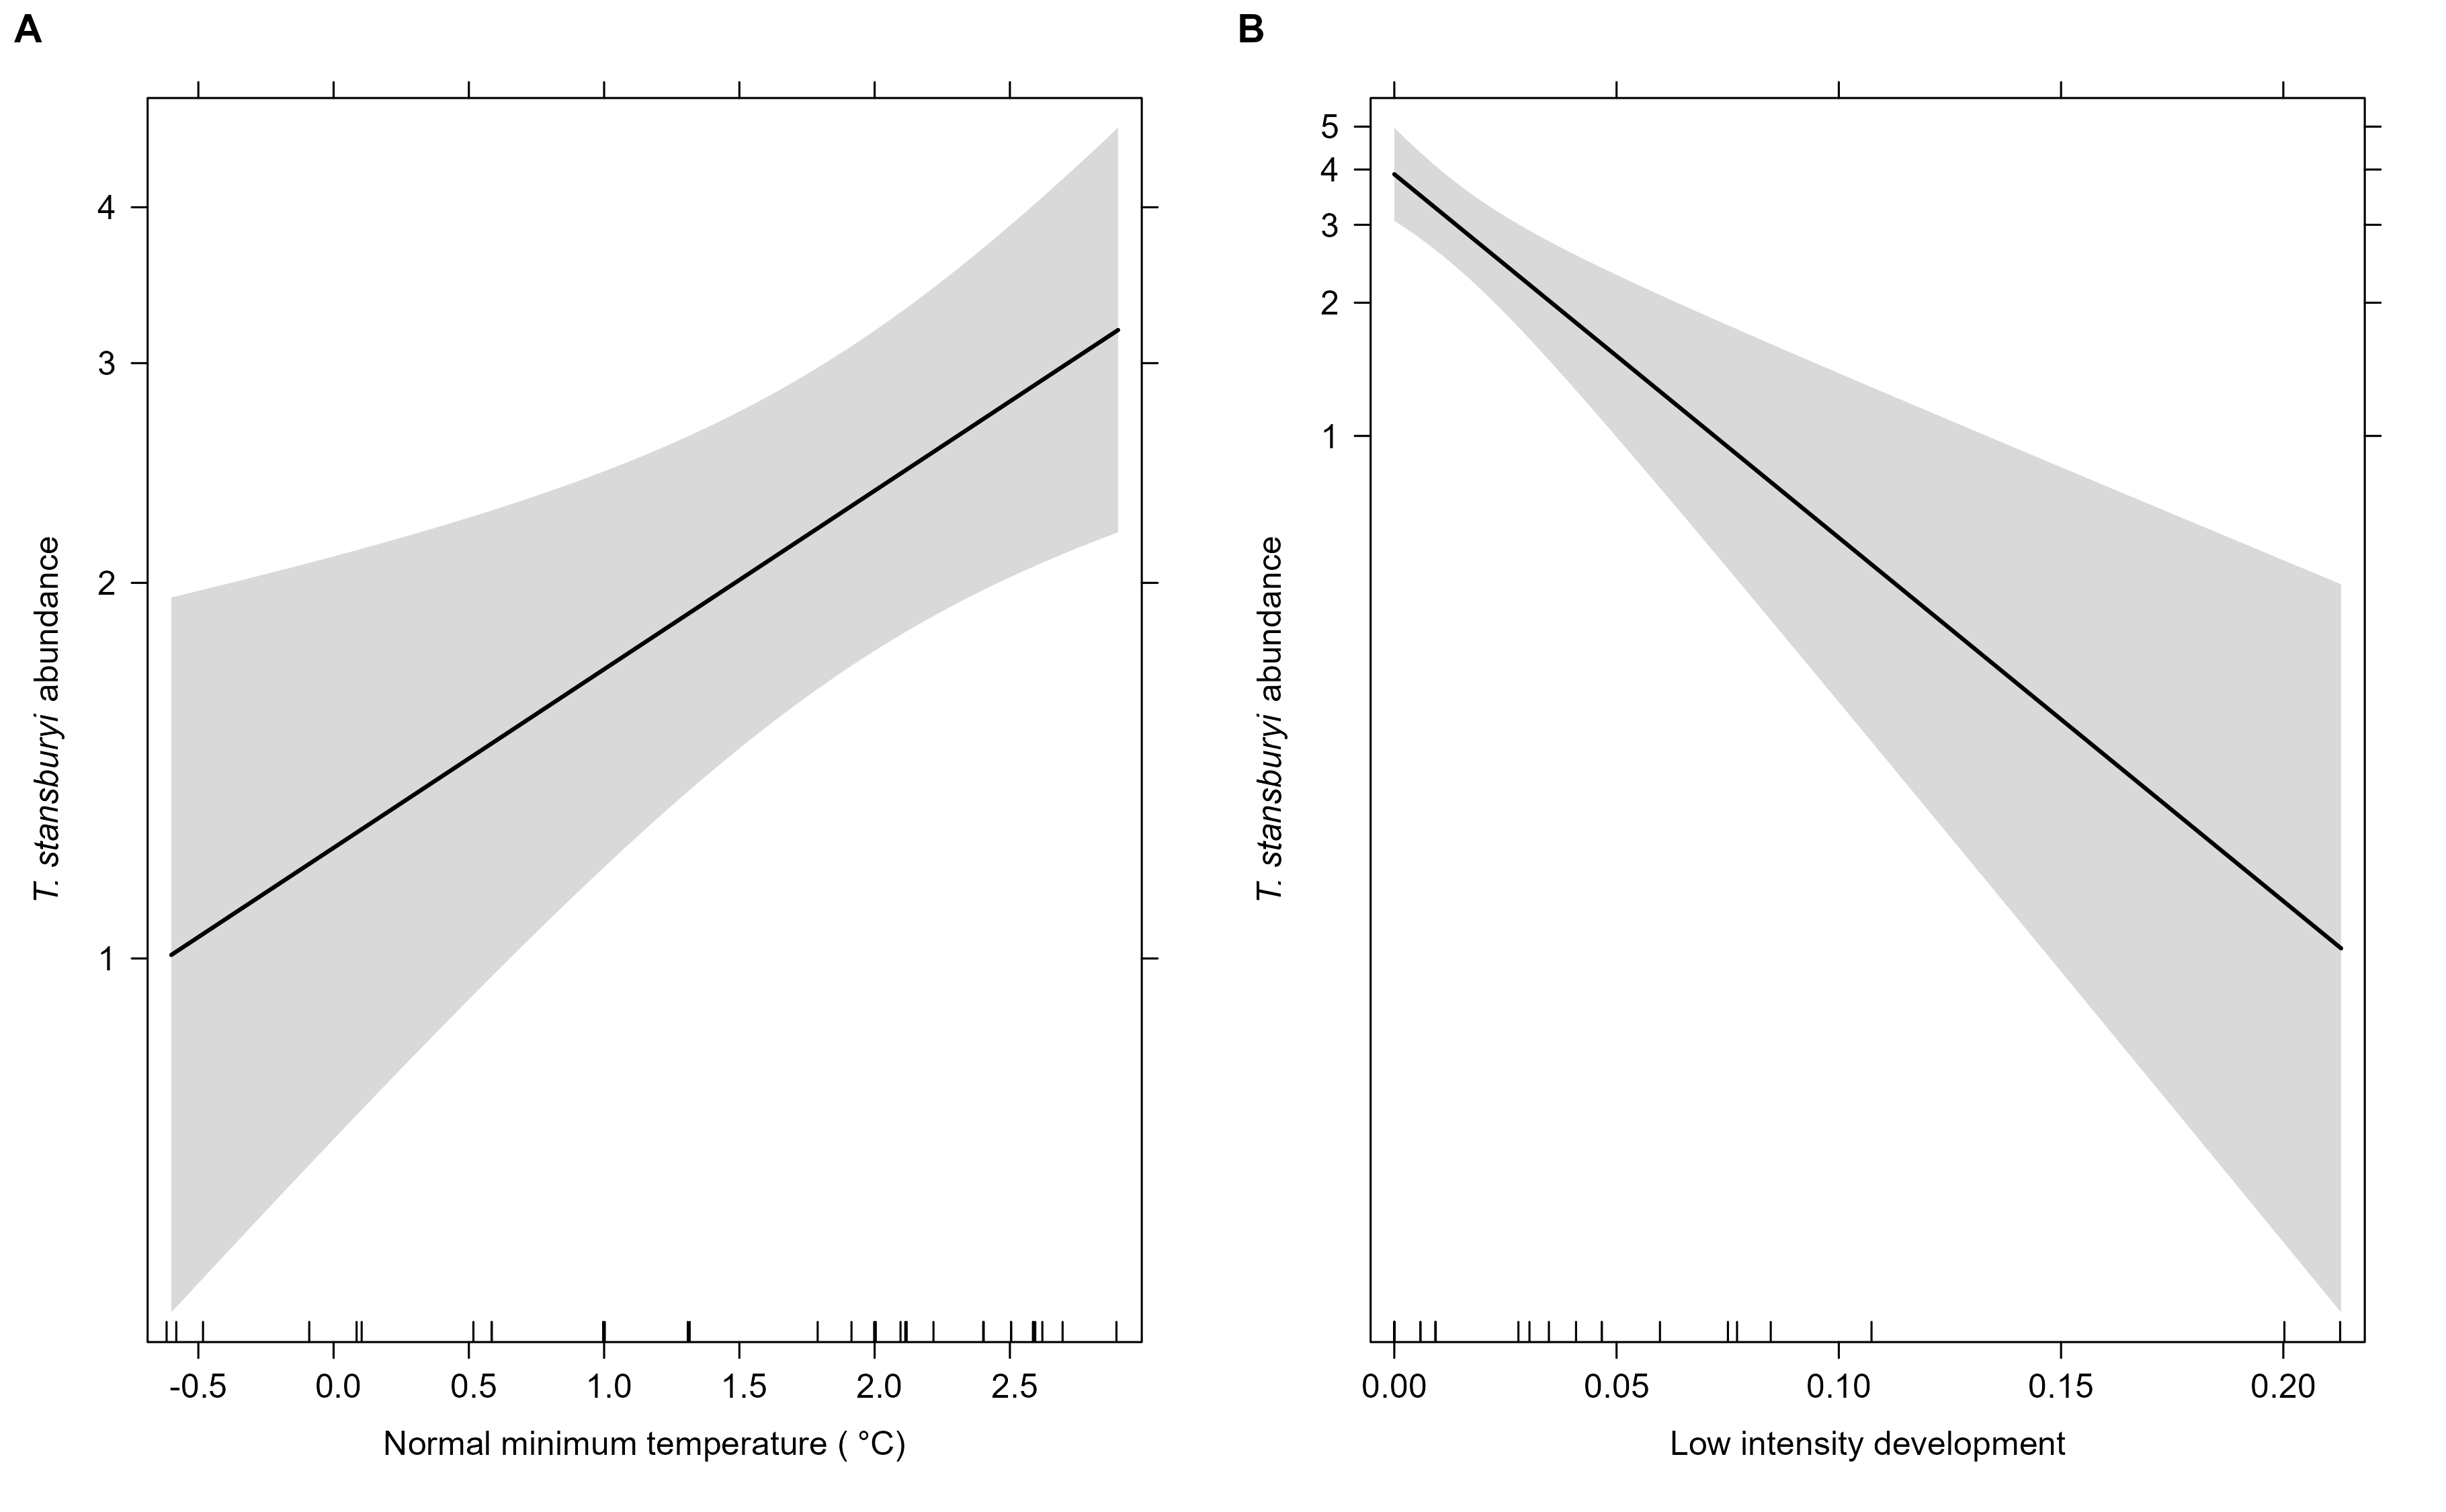 A
4
3
2
1
T. stansburyi abundance
-0.5 0.0 0.5 1.0 1.5 2.0 2.5
Normal minimum temperature ( °C)
B
5
4
3
2
1
T. stansburyi abundance
0.00 0.05 0.10 0.15 0.20
Low intensity development